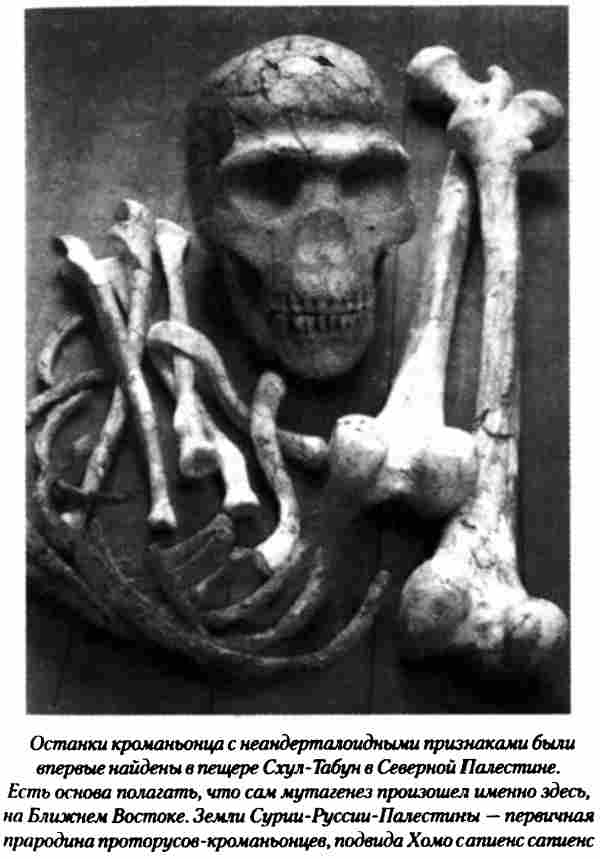 Останки кроманьонца с неандерталоидными признаками были
впервые найдены в пещере Схул-Табун в Северной Палестине.
Есть основа полагать, что сам мутагенез произошел именно здесь,
на Ближнем Востоке. Земли Сурии-Руссии-Палестины — первичная
прародина проторусов-кроманьонцев, подвида Хомо сапиенс сапиенс